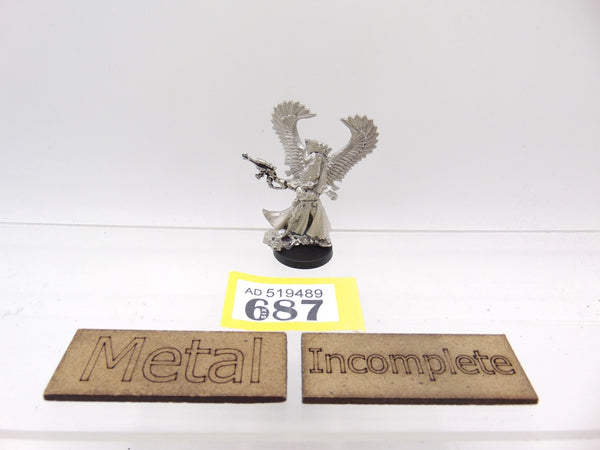 AD 519489
687
Metal
Incomplete